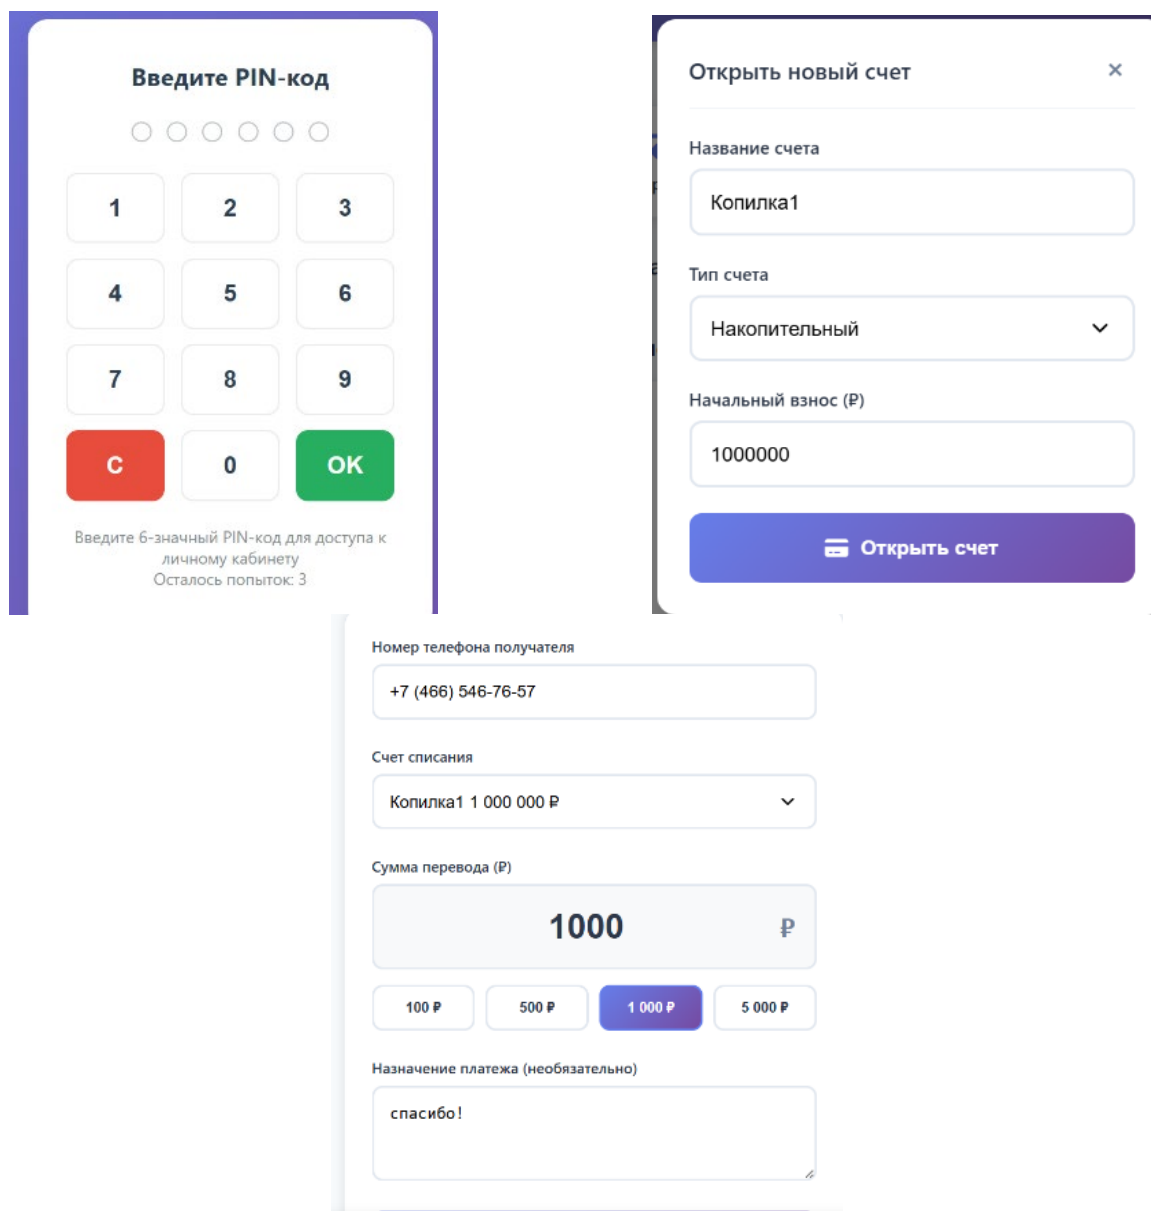 Введите PIN-код
1 2 3
4 5 6
7 8 9
C 0 OK
Введите 6-значный PIN-код для доступа к
личному кабинету
Осталось попыток: 3
Открыть новый счет ×
Название счета
Копилка1
Тип счета
Накопительный
Начальный взнос (₽)
1000000
Открыть счет
Номер телефона получателя
+7 (466) 546-76-57
Счет списания
Копилка1 1 000 000 ₽
Сумма перевода (₽)
1000 ₽
100 ₽ 500 ₽ 1 000 ₽ 5 000 ₽
Назначение платежа (необязательно)
спасибо!